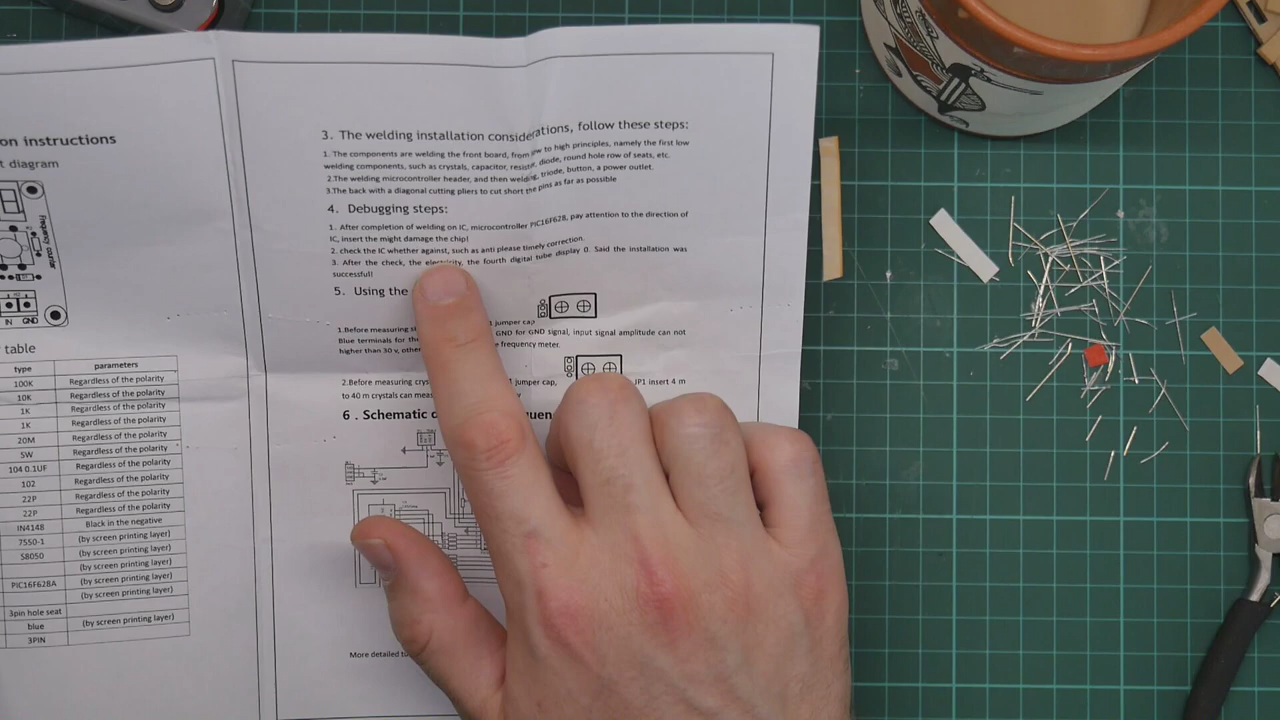 on instructions
t diagram
Frequency counter
IN GND
table
type parameters
100K Regardless of the polarity
10K Regardless of the polarity
1K Regardless of the polarity
1K Regardless of the polarity
20M Regardless of the polarity
SW Regardless of the polarity
104 0.1UF Regardless of the polarity
102 Regardless of the polarity
22P Regardless of the polarity
22P Regardless of the polarity
IN4148 Black in the negative
7550-1 (by screen printing layer)
S8050 (by screen printing layer)
(by screen printing layer)
PIC16F628A (by screen printing layer)
(by screen printing layer)
3pin hole seat
blue (by screen printing layer)
3PIN
3. The welding installation considerations, follow these steps:
1. The components are welding the front board, from low to high principles, namely the first low
welding components, such as crystals, capacitor, resistor, diode, round hole row of seats, etc.
2.The welding microcontroller header, and then welding, triode, button, a power outlet.
3.The back with a diagonal cutting pliers to cut short the pins as far as possible
4. Debugging steps:
1. After completion of welding on IC, microcontroller PIC16F628, pay attention to the direction of
IC, insert the might damage the chip!
2. check the IC whether against, such as anti please timely correction.
3. After the check, the electricity, the fourth digital tube display 0. Said the installation was
successful!
5. Using the
1.Before measuring jumper cap
Blue terminals for the GND for GND signal, input signal amplitude can not
higher than 30 v, frequency meter.
2.Before measuring jumper cap, JP1 insert 4 m
to 40 m crystals can
6 . Schematic
More detailed